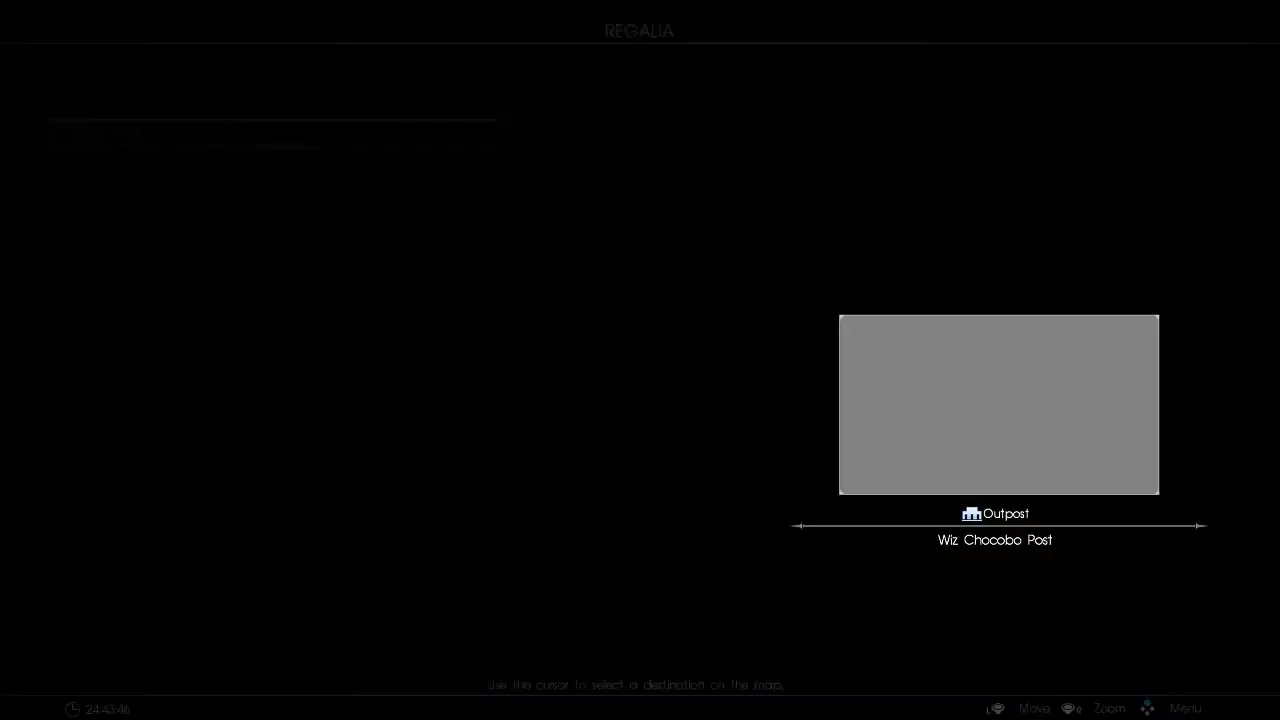 REGALIA
Outpost
Wiz Chocobo Post
Use the cursor to select a destination on the map.
24:43:46
L Move R Zoom Menu